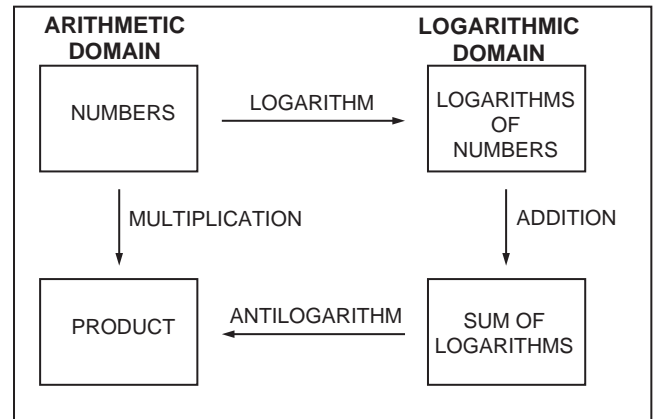 ARITHMETIC
DOMAIN
LOGARITHMIC
DOMAIN
NUMBERS
LOGARITHM
LOGARITHMS
OF
NUMBERS
MULTIPLICATION
ADDITION
PRODUCT
ANTILOGARITHM
SUM OF
LOGARITHMS